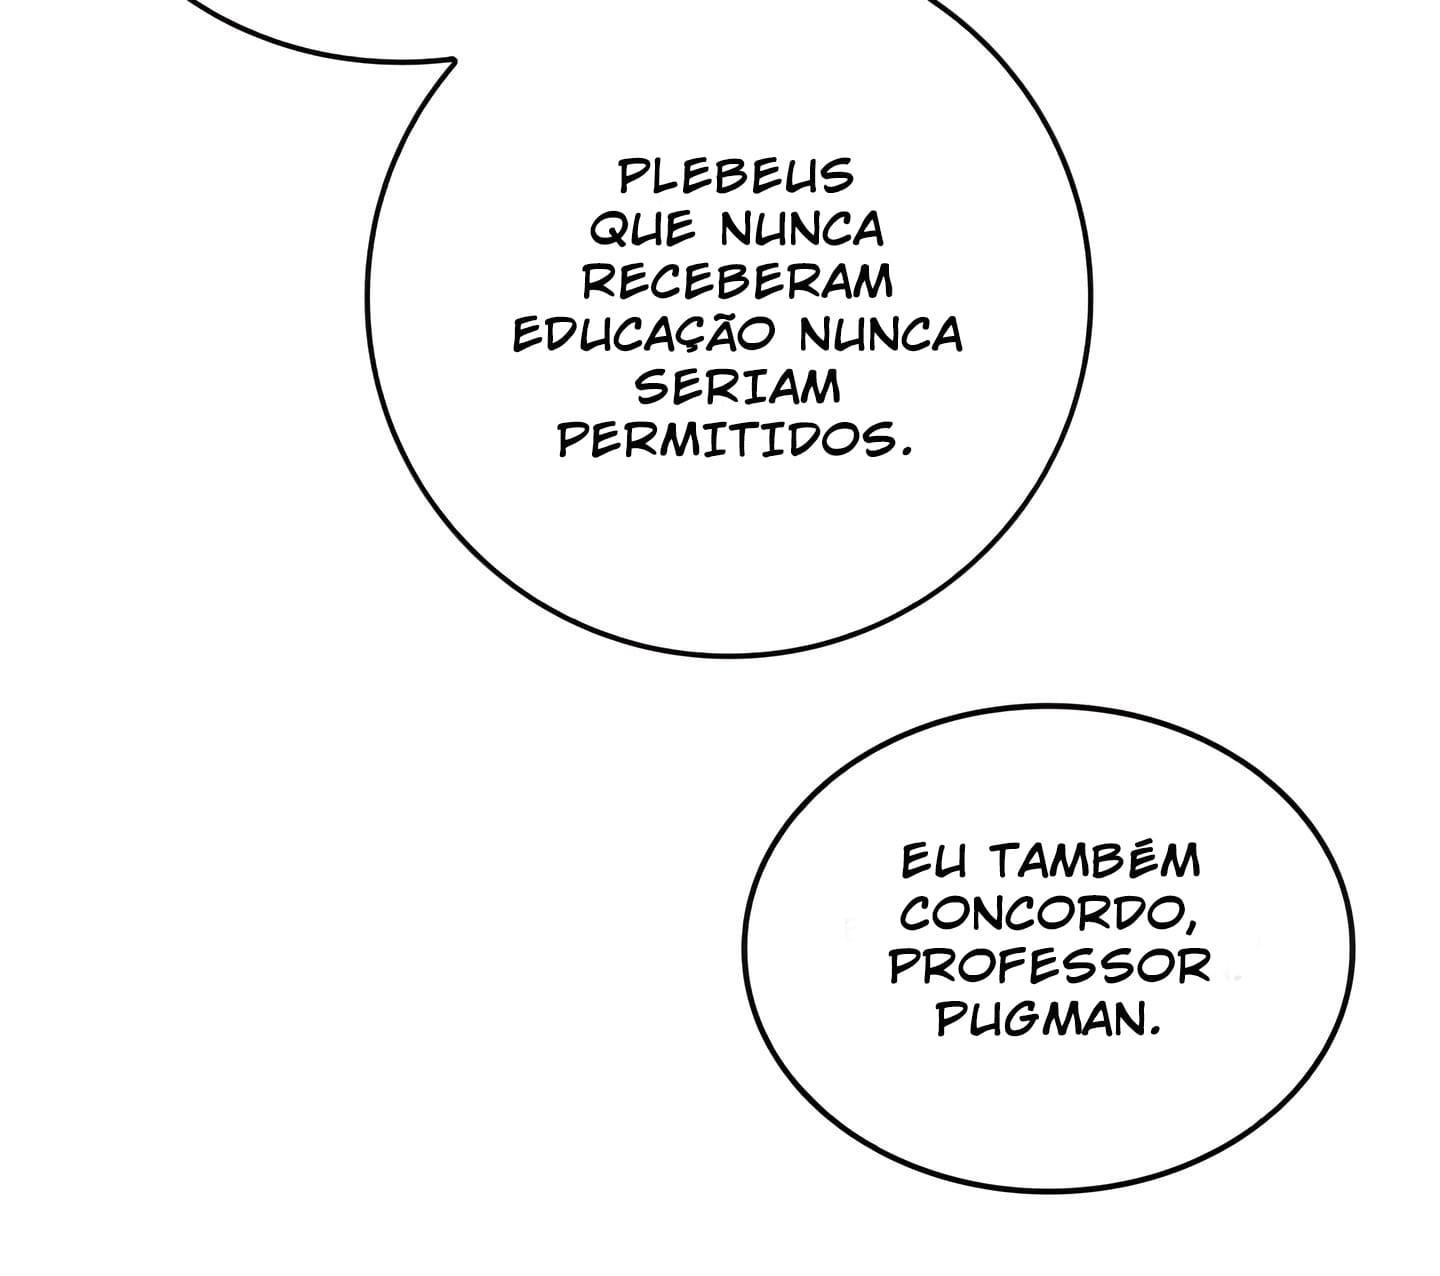 PLEBEUS
QUE NUNCA
RECEBERAM
EDUCAÇÃO NUNCA
SERIAM
PERMITIDOS.
EU TAMBÉM
CONCORDO,
PROFESSOR
PUGMAN.